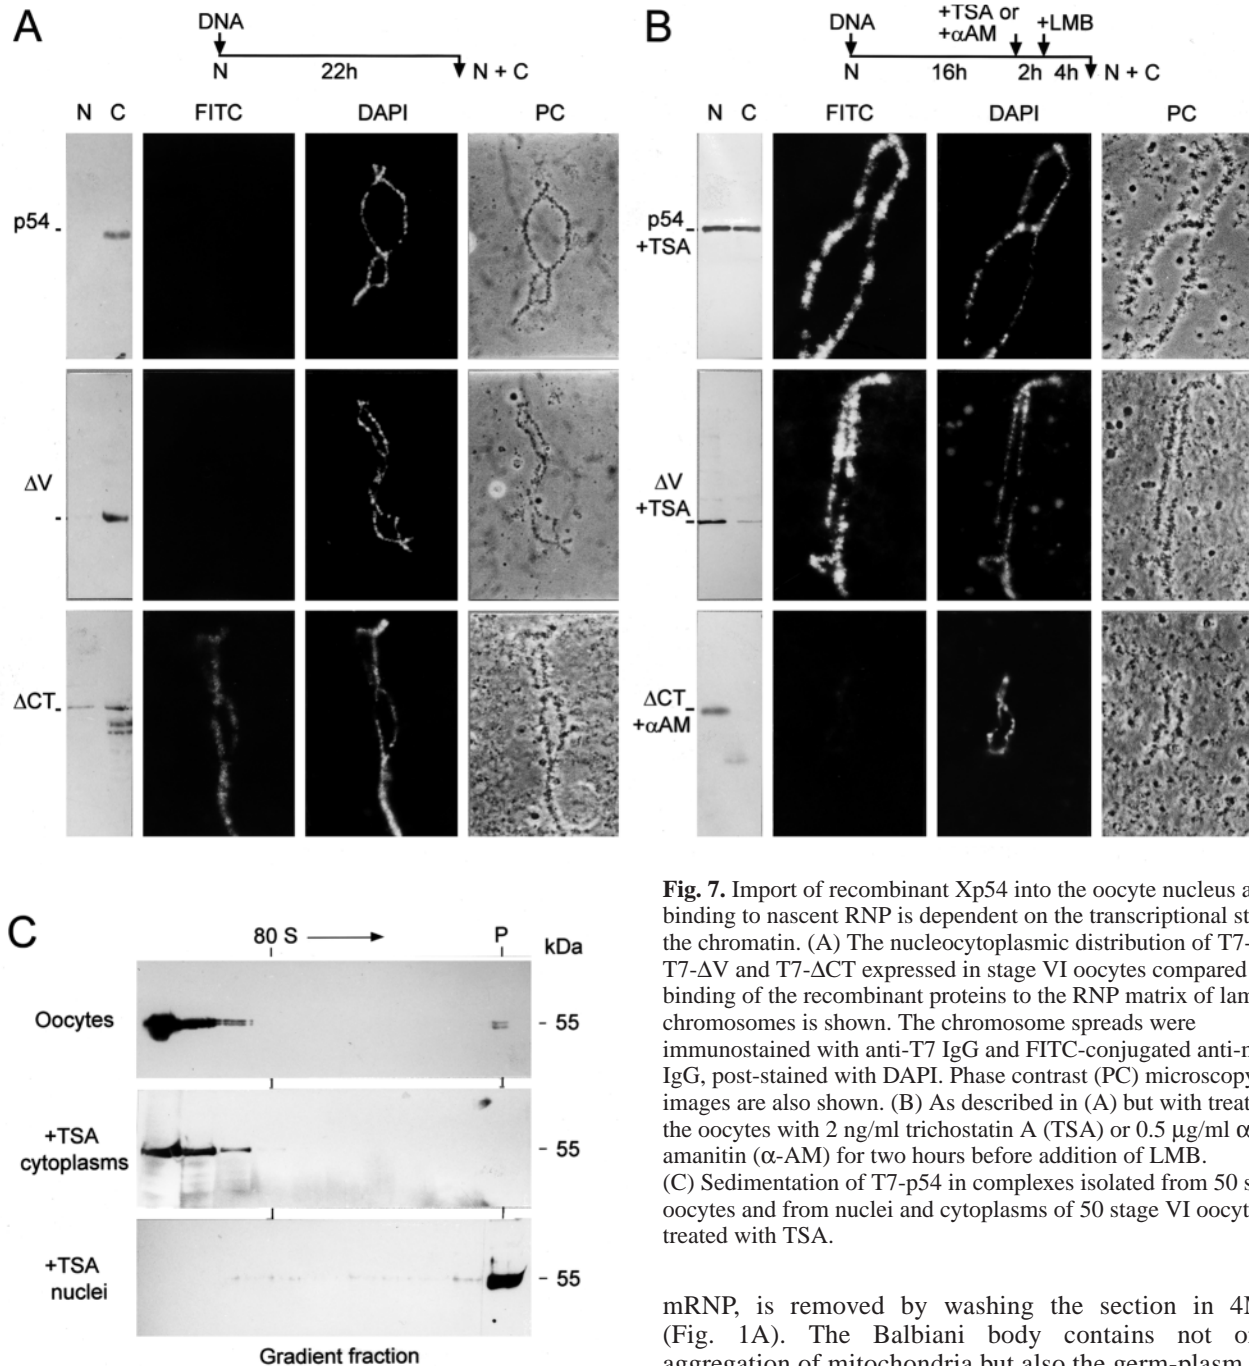 A
DNA
N
22h
N + C
N C FITC DAPI PC
p54
ΔV
ΔCT
B
DNA
+TSA or
+αAM
+LMB
N
16h
2h 4h
N + C
N C FITC DAPI PC
p54
+TSA
ΔV
+TSA
ΔCT
+αAM
C
80 S
P
kDa
Oocytes
- 55
+TSA
cytoplasms
- 55
+TSA
nuclei
- 55
Gradient fraction
Fig. 7. Import of recombinant Xp54 into the oocyte nucleus a
binding to nascent RNP is dependent on the transcriptional st
the chromatin. (A) The nucleocytoplasmic distribution of T7-
T7-ΔV and T7-ΔCT expressed in stage VI oocytes compared
binding of the recombinant proteins to the RNP matrix of lam
chromosomes is shown. The chromosome spreads were
immunostained with anti-T7 IgG and FITC-conjugated anti-m
IgG, post-stained with DAPI. Phase contrast (PC) microscopy
images are also shown. (B) As described in (A) but with treat
the oocytes with 2 ng/ml trichostatin A (TSA) or 0.5 μg/ml α
amanitin (α-AM) for two hours before addition of LMB.
(C) Sedimentation of T7-p54 in complexes isolated from 50 s
oocytes and from nuclei and cytoplasms of 50 stage VI oocyt
treated with TSA.
mRNP, is removed by washing the section in 4M
(Fig. 1A). The Balbiani body contains not o
aggregation of mitochondria but also the germ-plasm